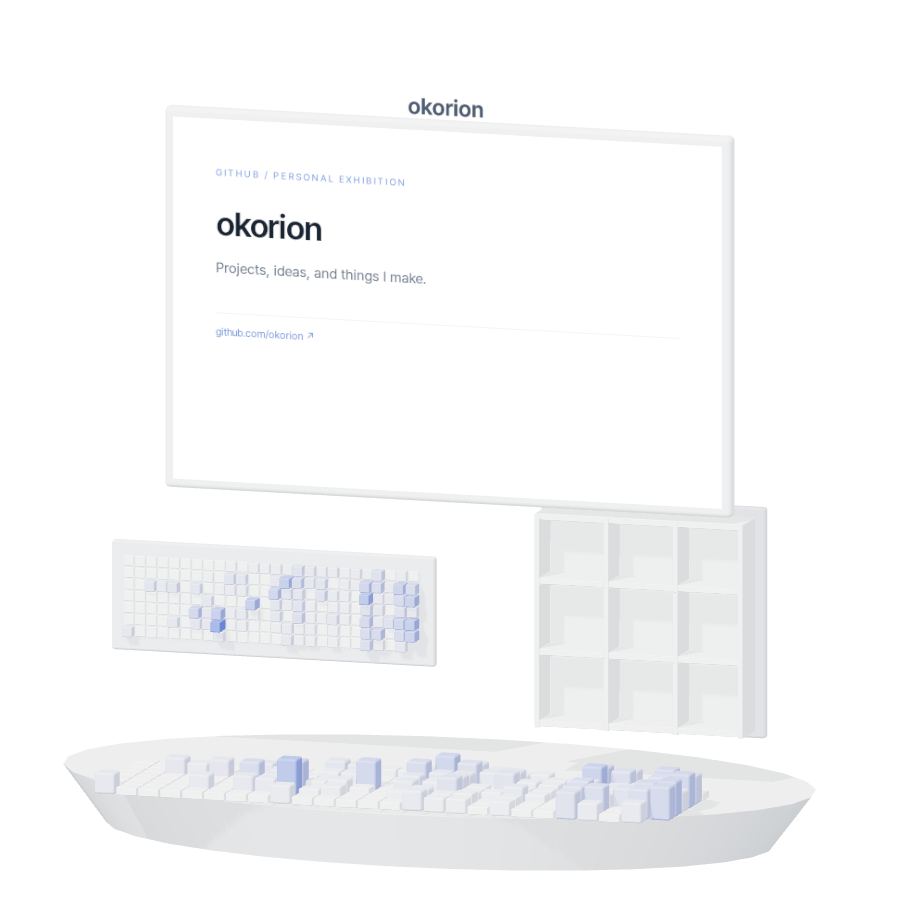 okorion
GITHUB / PERSONAL EXHIBITION
okorion
Projects, ideas, and things I make.
github.com/okorion ↗